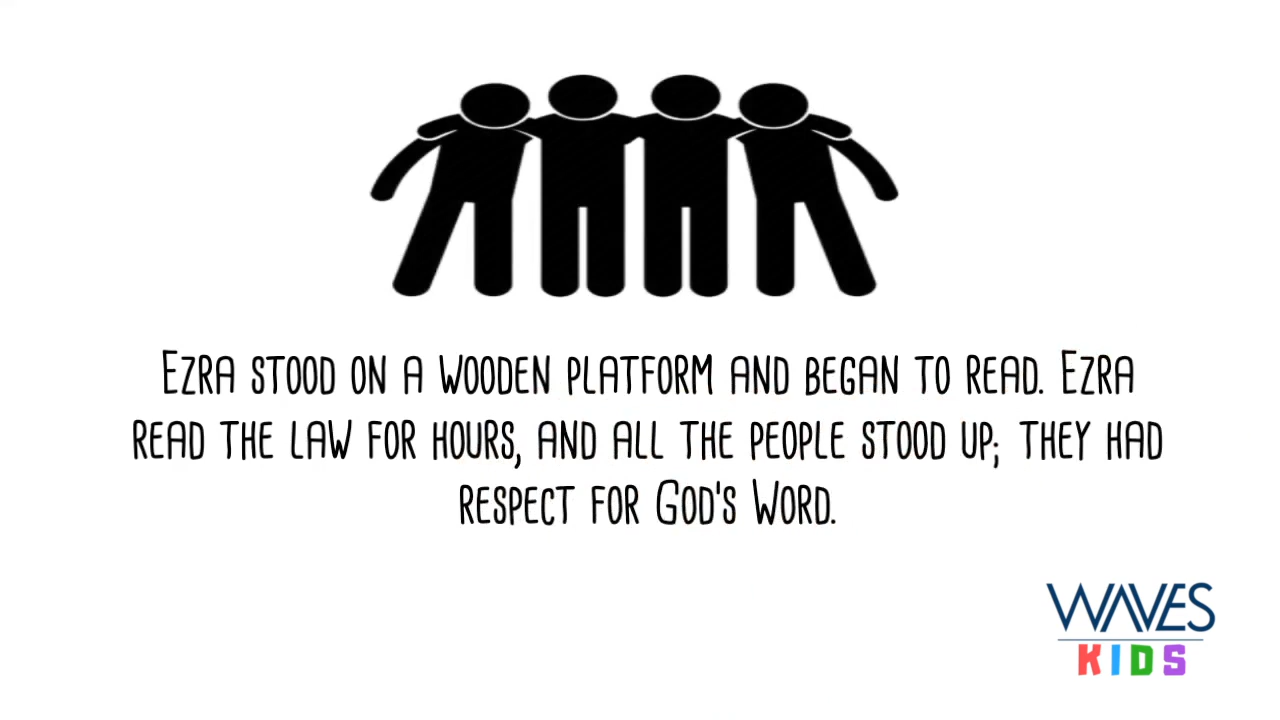 Ezra stood on a wooden platform and began to read. Ezra
read the law for hours, and all the people stood up; they had
respect for God's Word.
WAVES
KIDS